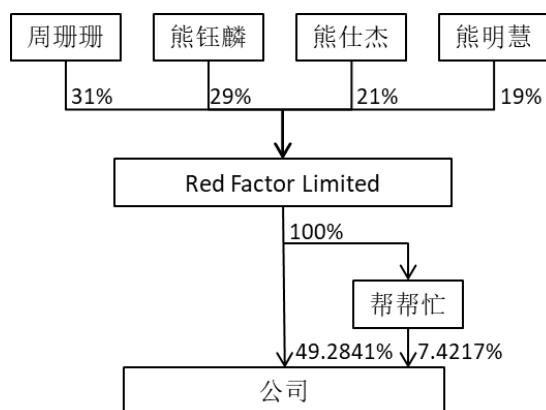 周珊珊 熊钰麟 熊仕杰 熊明慧
31% 29% 21% 19%
Red Factor Limited
100%
帮帮忙
49.2841% 7.4217%
公司